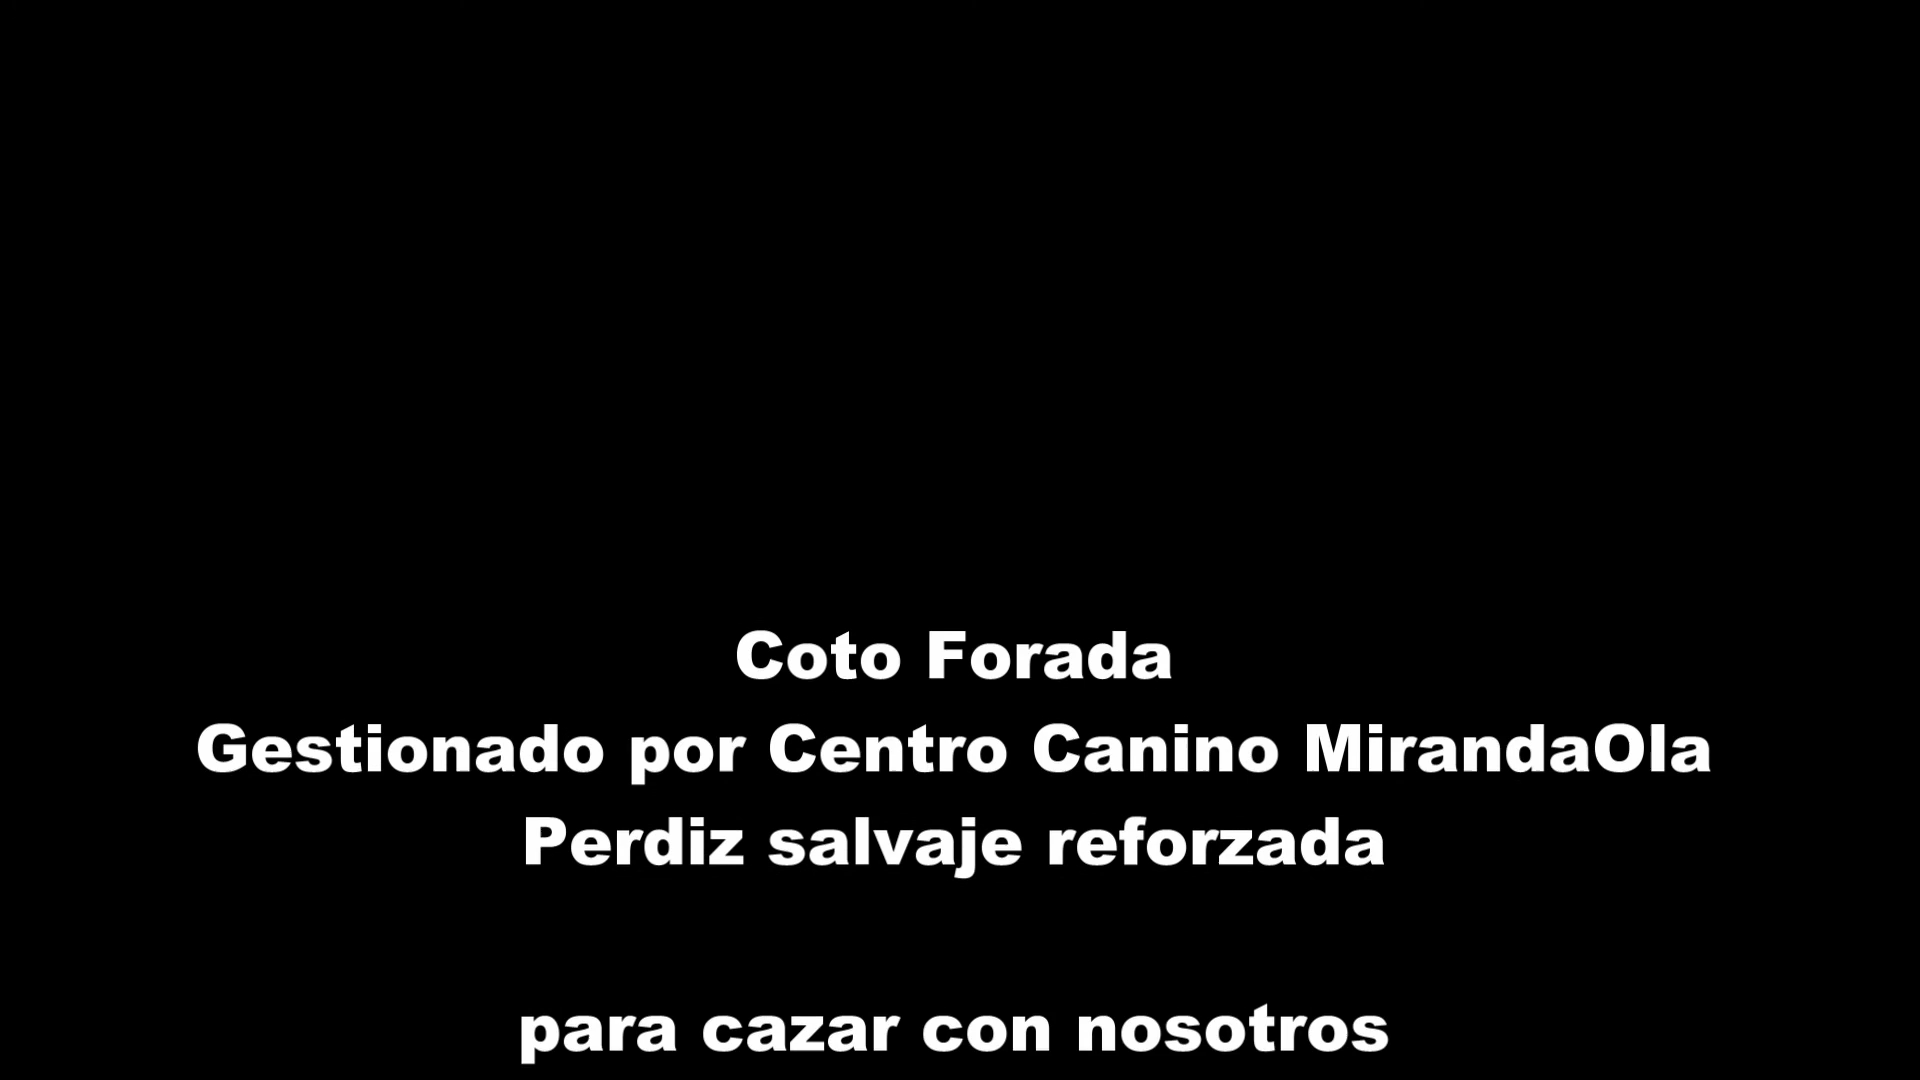 Coto Forada
Gestionado por Centro Canino MirandaOla
Perdiz salvaje reforzada
para cazar con nosotros